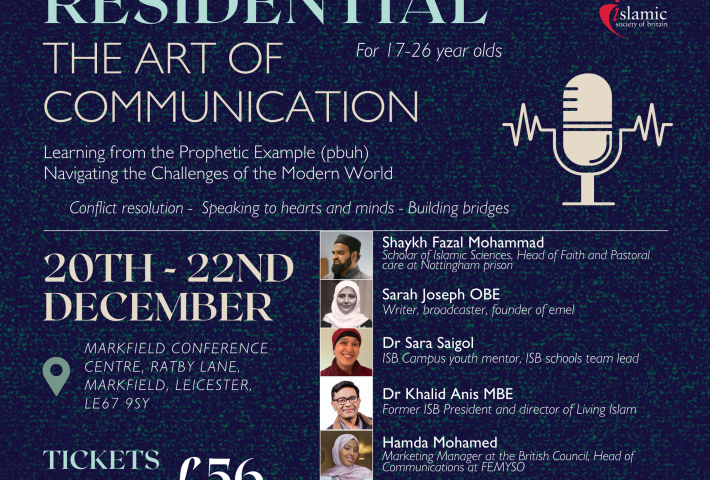 RESIDENTIAL
islamic
society of britain
THE ART OF
For 17-26 year olds
COMMUNICATION
Learning from the Prophetic Example (pbuh)
Navigating the Challenges of the Modern World
Conflict resolution - Speaking to hearts and minds - Building bridges
20TH - 22ND
DECEMBER
MARKFIELD CONFERENCE
CENTRE, RATBY LANE,
MARKFIELD, LEICESTER,
LE67 9SY
TICKETS
£56
Shaykh Fazal Mohammad
Scholar of Islamic Sciences, Head of Faith and Pastoral
care at Nottingham prison
Sarah Joseph OBE
Writer, broadcaster, founder of emel
Dr Sara Saigol
ISB Campus youth mentor, ISB schools team lead
Dr Khalid Anis MBE
Former ISB President and director of Living Islam
Hamda Mohamed
Marketing Manager at the British Council, Head of
Communications at FEMYSO